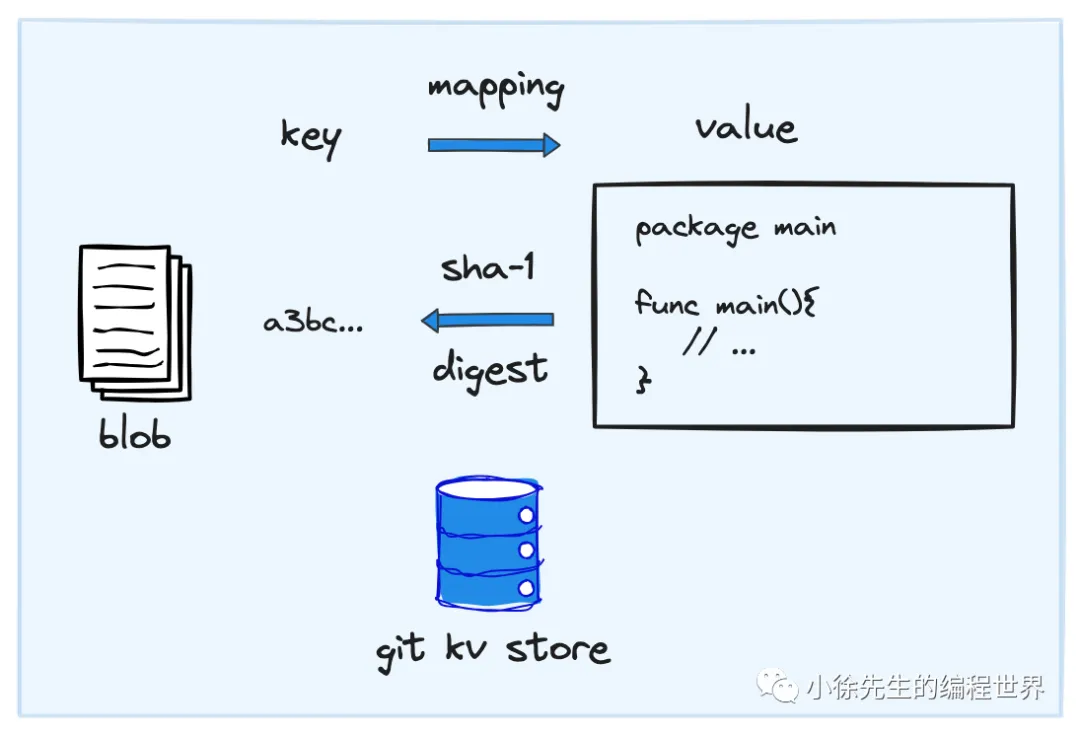 mapping
key
value
package main
func main(){
// ...
}
sha-1
a3bc...
digest
blob
git kv store
小徐先生的编程世界